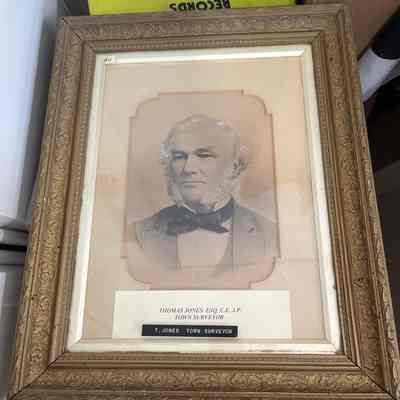 RECORDS
THOMAS JONES ESQ. C.E. J.P.
TOWN SURVEYOR
T. JONES TOWN SURVEYOR